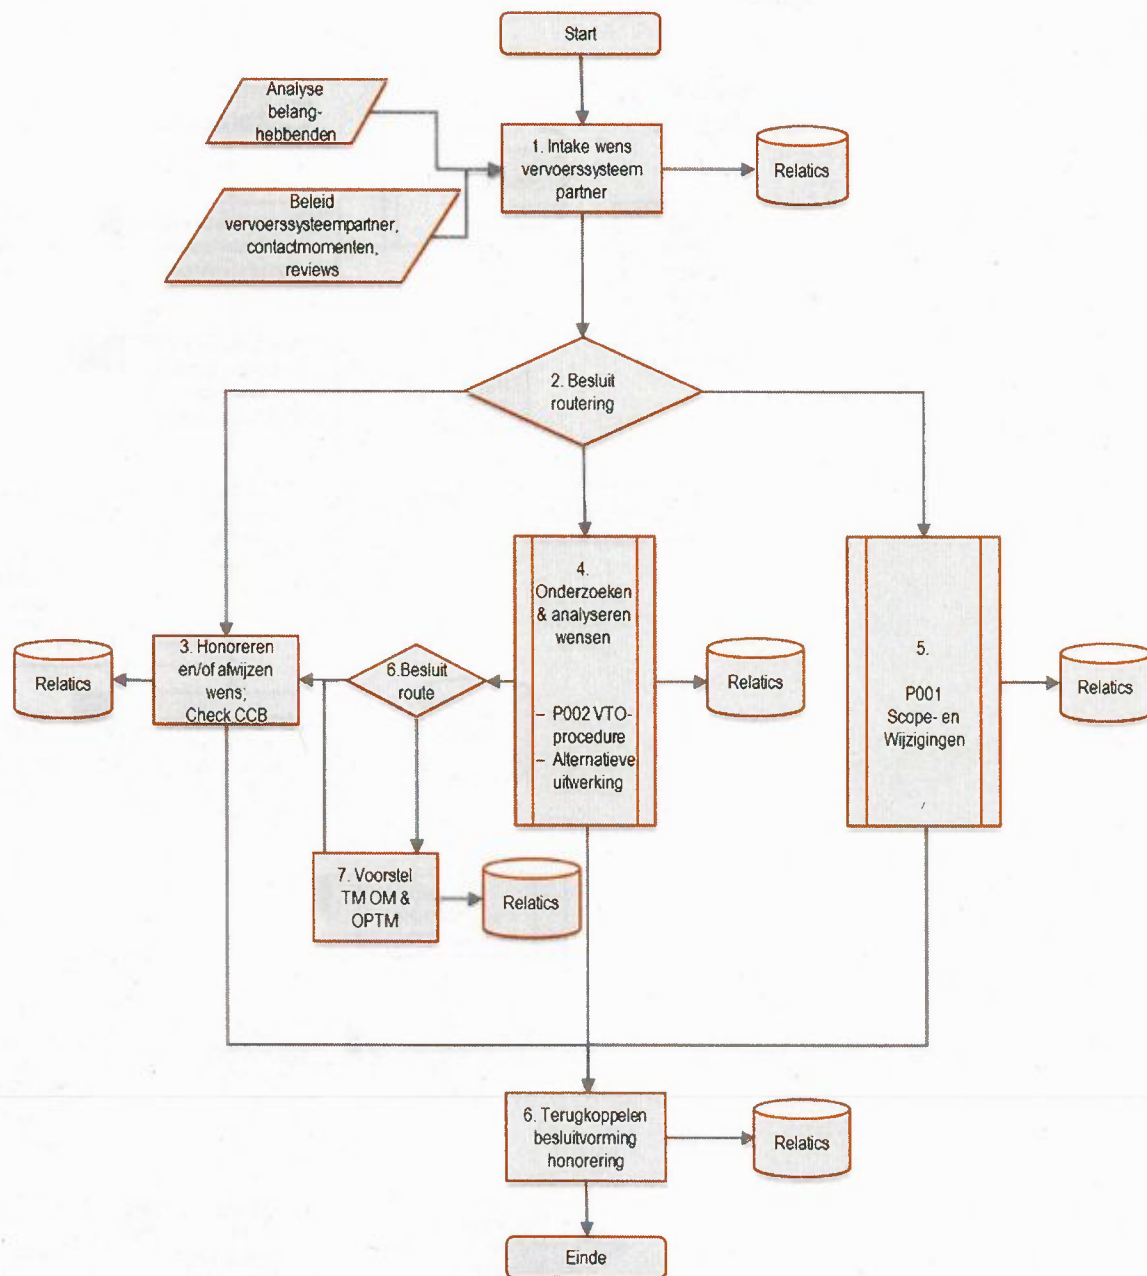 Start
Analyse
belang-
hebbenden
1. Intake wens
vervoerssysteem
partner
Relatics
Beleid
vervoerssysteempartner,
contactmomenten,
reviews
2. Besluit
routering
4.
Onderzoeken
& analyseren
wensen
– P002 VTO-
procedure
– Alternatieve
uitwerking
5.
P001
Scope- en
Wijzigingen
Relatics
3. Honoreren
en/of afwijzen
wens;
Check CCB
6.Besluit
route
Relatics
Relatics
7. Voorstel
TM OM &
OPTM
Relatics
6. Terugkoppelen
besluitvorming
honorering
Relatics
Einde